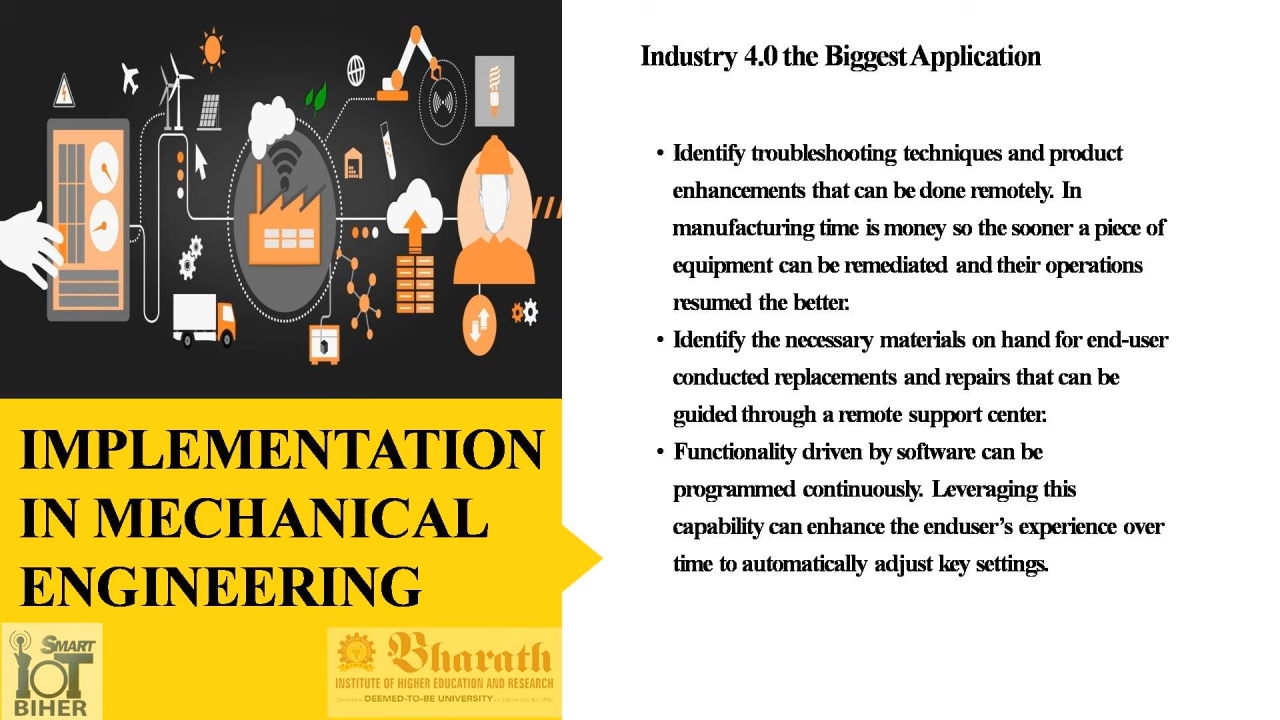 Industry 4.0 the Biggest Application
• Identify troubleshooting techniques and product
enhancements that can be done remotely. In
manufacturing time is money so the sooner a piece of
equipment can be remediated and their operations
resumed the better.
• Identify the necessary materials on hand for end-user
conducted replacements and repairs that can be
guided through a remote support center.
• Functionality driven by software can be
programmed continuously. Leveraging this
capability can enhance the enduser’s experience over
time to automatically adjust key settings.
IMPLEMENTATION
IN MECHANICAL
ENGINEERING
SMART
IOT
BIHER
Bharath
INSTITUTE OF HIGHER EDUCATION AND RESEARCH
DEEMED-TO-BE UNIVERSITY